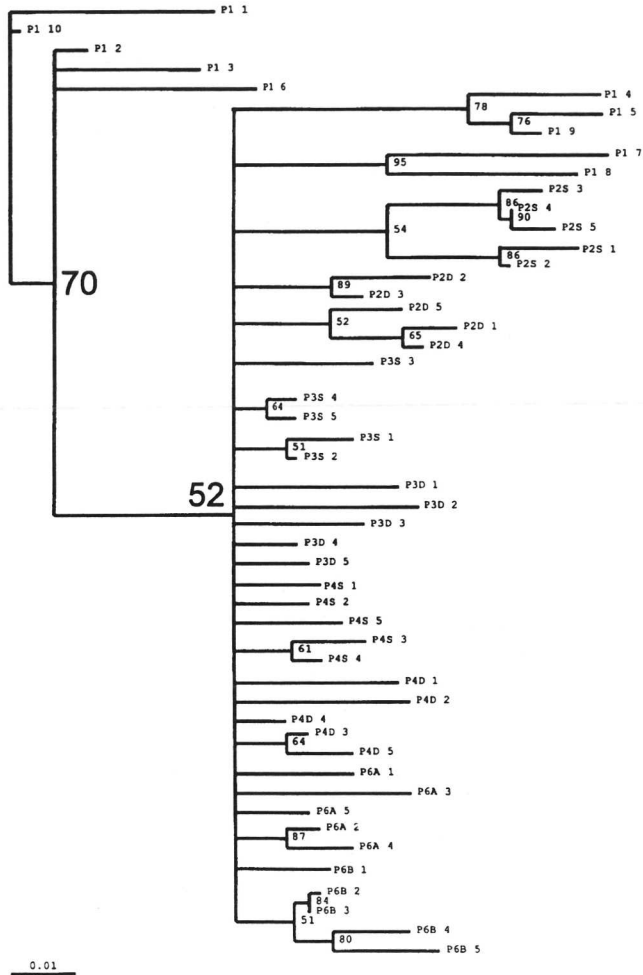 P1 1
P1 10
P1 2
P1 3
P1 6
P1 4
78
P1 5
76
P1 9
P1 7
95
P1 8
P2S 3
86
P2S 4
90
P2S 5
54
P2S 1
86
P2S 2
70
P2D 2
89
P2D 3
P2D 5
52
P2D 1
65
P2D 4
P3S 3
P3S 4
64
P3S 5
P3S 1
51
P3S 2
P3D 1
52
P3D 2
P3D 3
P3D 4
P3D 5
P4S 1
P4S 2
P4S 5
P4S 3
61
P4S 4
P4D 1
P4D 2
P4D 4
P4D 3
64
P4D 5
P6A 1
P6A 3
P6A 5
P6A 2
87
P6A 4
P6B 1
P6B 2
84
P6B 3
51
P6B 4
80
P6B 5
0.01